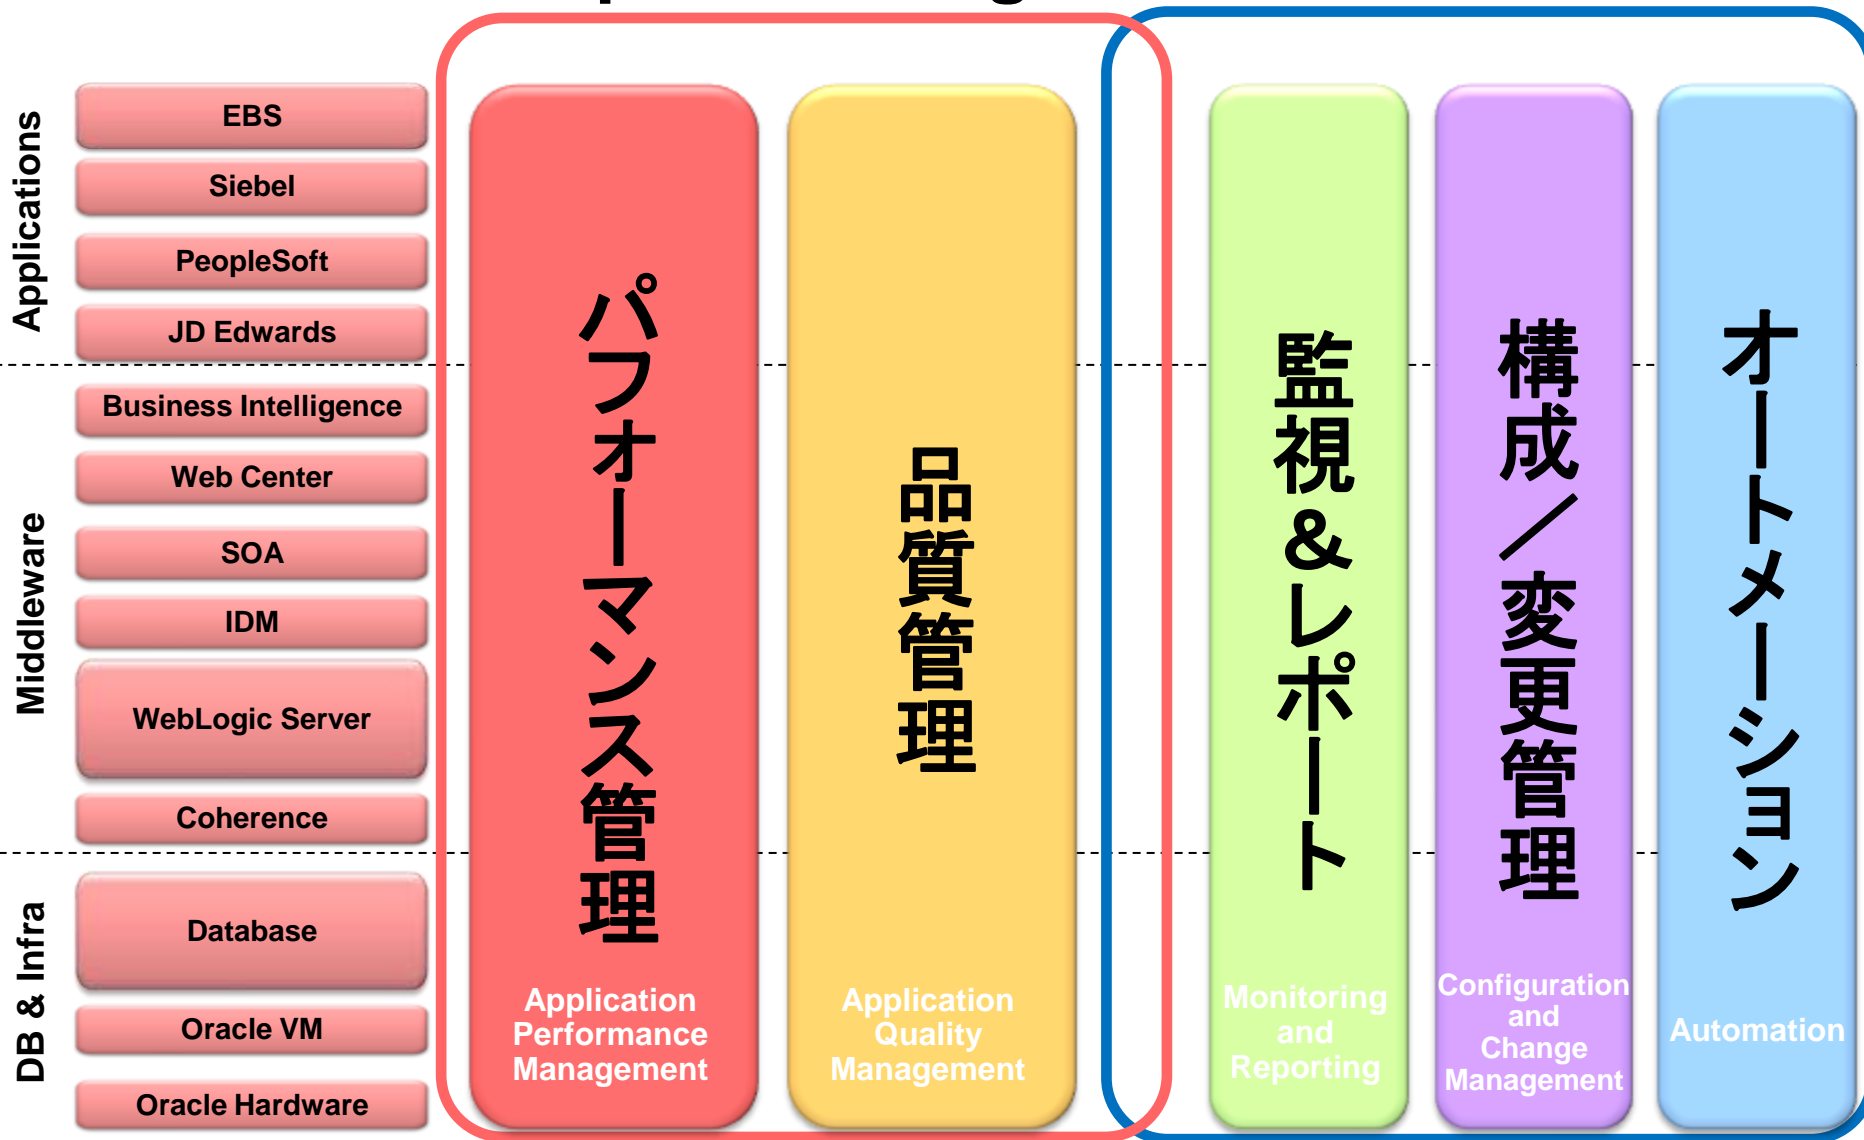 Applications
EBS
Siebel
PeopleSoft
JD Edwards
Middleware
Business Intelligence
Web Center
SOA
IDM
WebLogic Server
Coherence
DB & Infra
Database
Oracle VM
Oracle Hardware
パフォーマンス管理
Application
Performance
Management
品質管理
Application
Quality
Management
監視&レポート
Monitoring
and
Reporting
構成／変更管理
Configuration
and
Change
Management
オートメーション
Automation